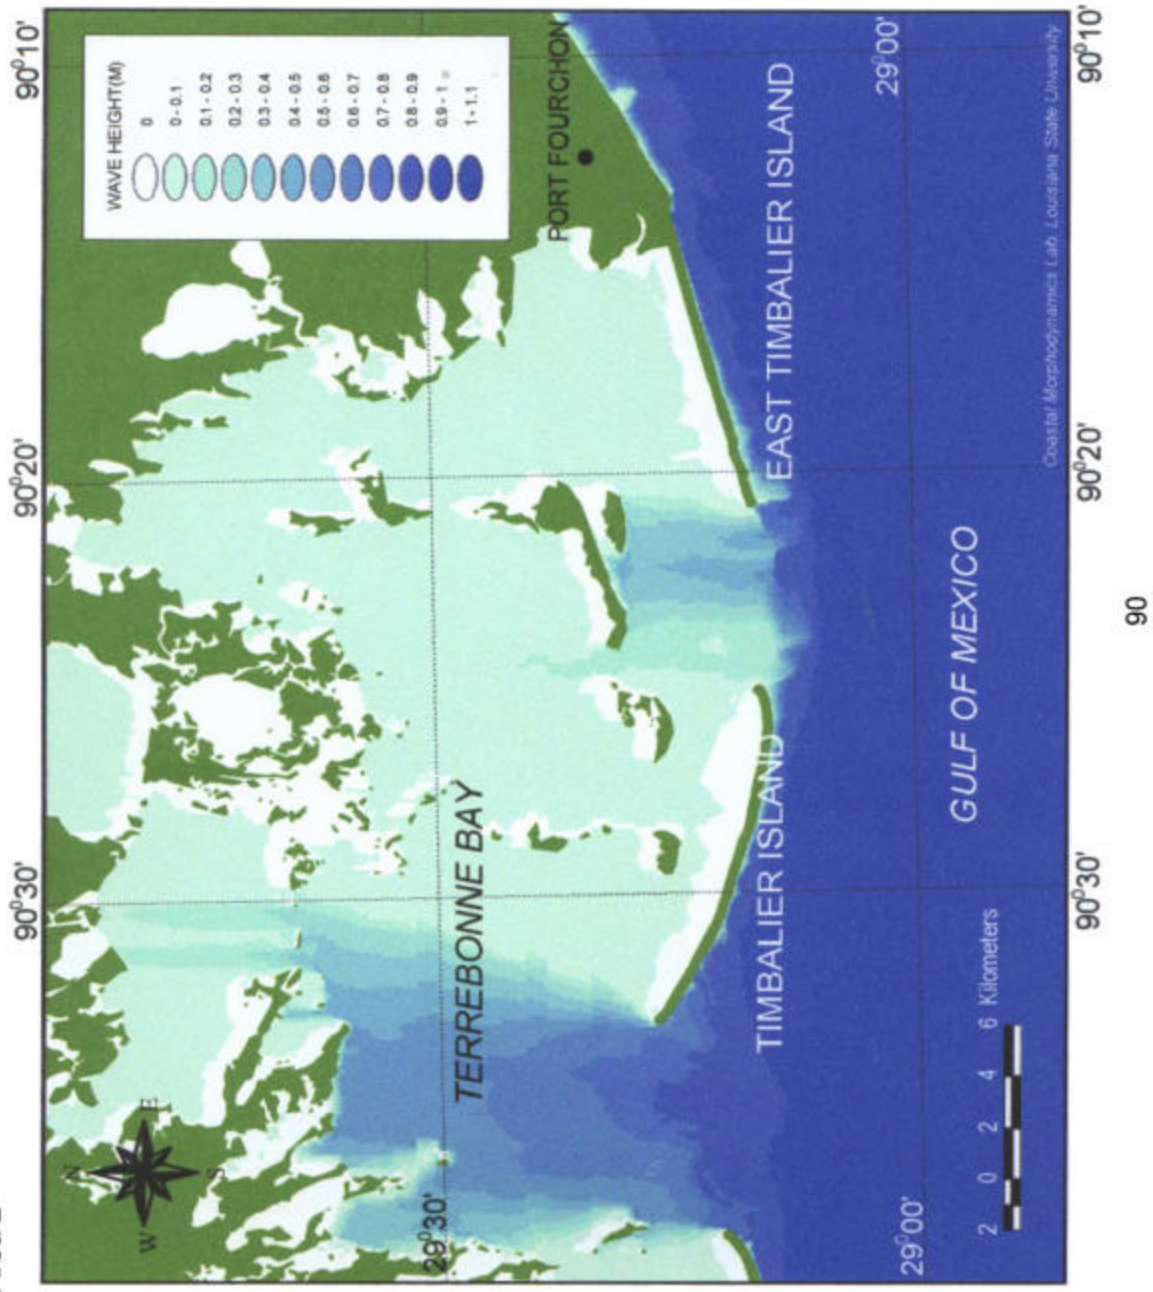 90°10'
90°20'
90°30'
WAVE HEIGHT(M)
0
0 - 0.1
0.1 - 0.2
0.2 - 0.3
0.3 - 0.4
0.4 - 0.5
0.5 - 0.6
0.6 - 0.7
0.7 - 0.8
0.8 - 0.9
0.9 - 1
1 - 1.1
PORT FOURCHON
N
W
E
S
TERREBONNE BAY
29°30'
TIMBALIER ISLAND
EAST TIMBALIER ISLAND
29°00'
29°00'
GULF OF MEXICO
2 0 2 4 6 Kilometers
Coastal Morphodynamics Lab, Louisiana State University
90°30'
90°20'
90°10'
90